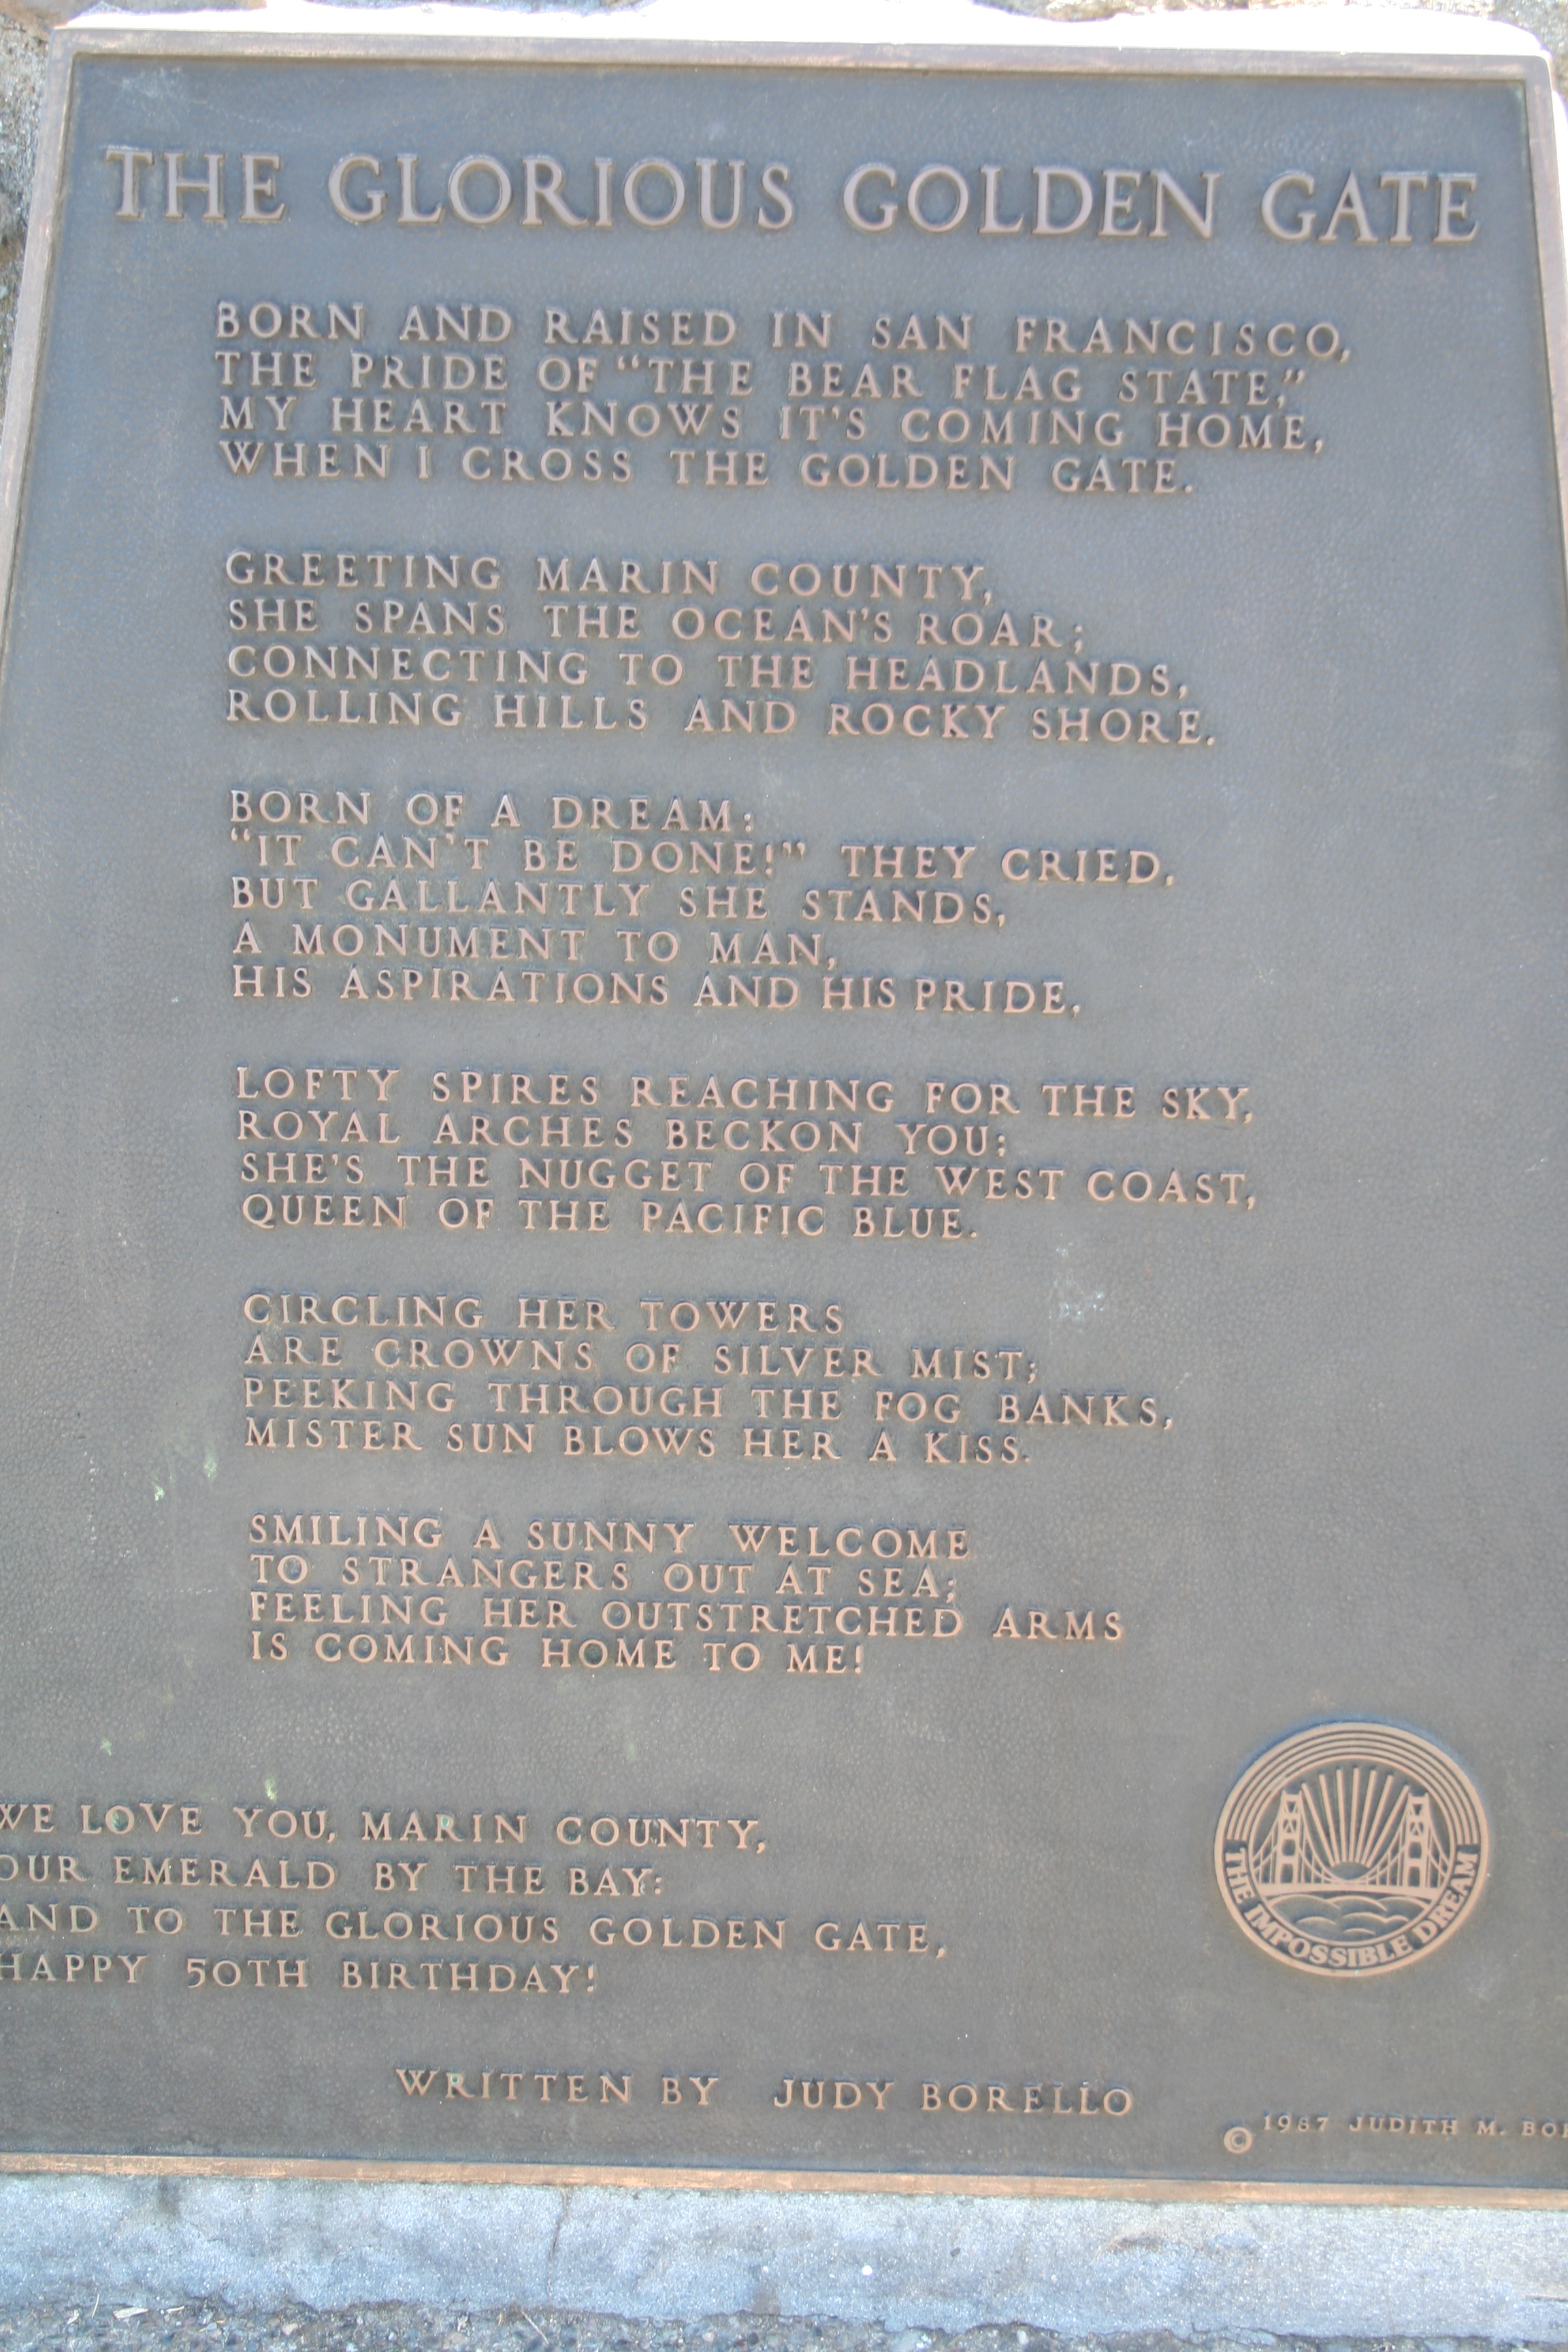 THE GLORIOUS GOLDEN GATE
BORN AND RAISED IN SAN FRANCISCO,
THE PRIDE OF "THE BEAR FLAG STATE,"
MY HEART KNOWS IT'S COMING HOME,
WHEN I CROSS THE GOLDEN GATE.
GREETING MARIN COUNTY,
SHE SPANS THE OCEAN'S ROAR;
CONNECTING TO THE HEADLANDS,
ROLLING HILLS AND ROCKY SHORE.
BORN OF A DREAM:
"IT CAN'T BE DONE!" THEY CRIED,
BUT GALLANTLY SHE STANDS,
A MONUMENT TO MAN,
HIS ASPIRATIONS AND HIS PRIDE.
LOFTY SPIRES REACHING FOR THE SKY,
ROYAL ARCHES BECKON YOU;
SHE'S THE NUGGET OF THE WEST COAST,
QUEEN OF THE PACIFIC BLUE.
CIRCLING HER TOWERS
ARE CROWNS OF SILVER MIST;
PEEKING THROUGH THE FOG BANKS,
MISTER SUN BLOWS HER A KISS.
SMILING A SUNNY WELCOME
TO STRANGERS OUT AT SEA;
FEELING HER OUTSTRETCHED ARMS
IS COMING HOME TO ME!
WE LOVE YOU, MARIN COUNTY,
OUR EMERALD BY THE BAY:
AND TO THE GLORIOUS GOLDEN GATE,
HAPPY 50TH BIRTHDAY!
THE IMPOSSIBLE DREAM
WRITTEN BY JUDY BORELLO
© 1987 JUDITH M.